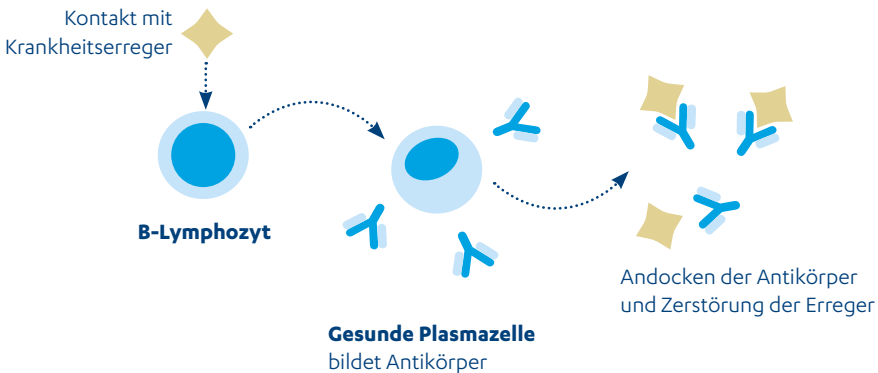 Kontakt mit
Krankheitserreger
B-Lymphozyt
Gesunde Plasmazelle
bildet Antikörper
Andocken der Antikörper
und Zerstörung der Erreger